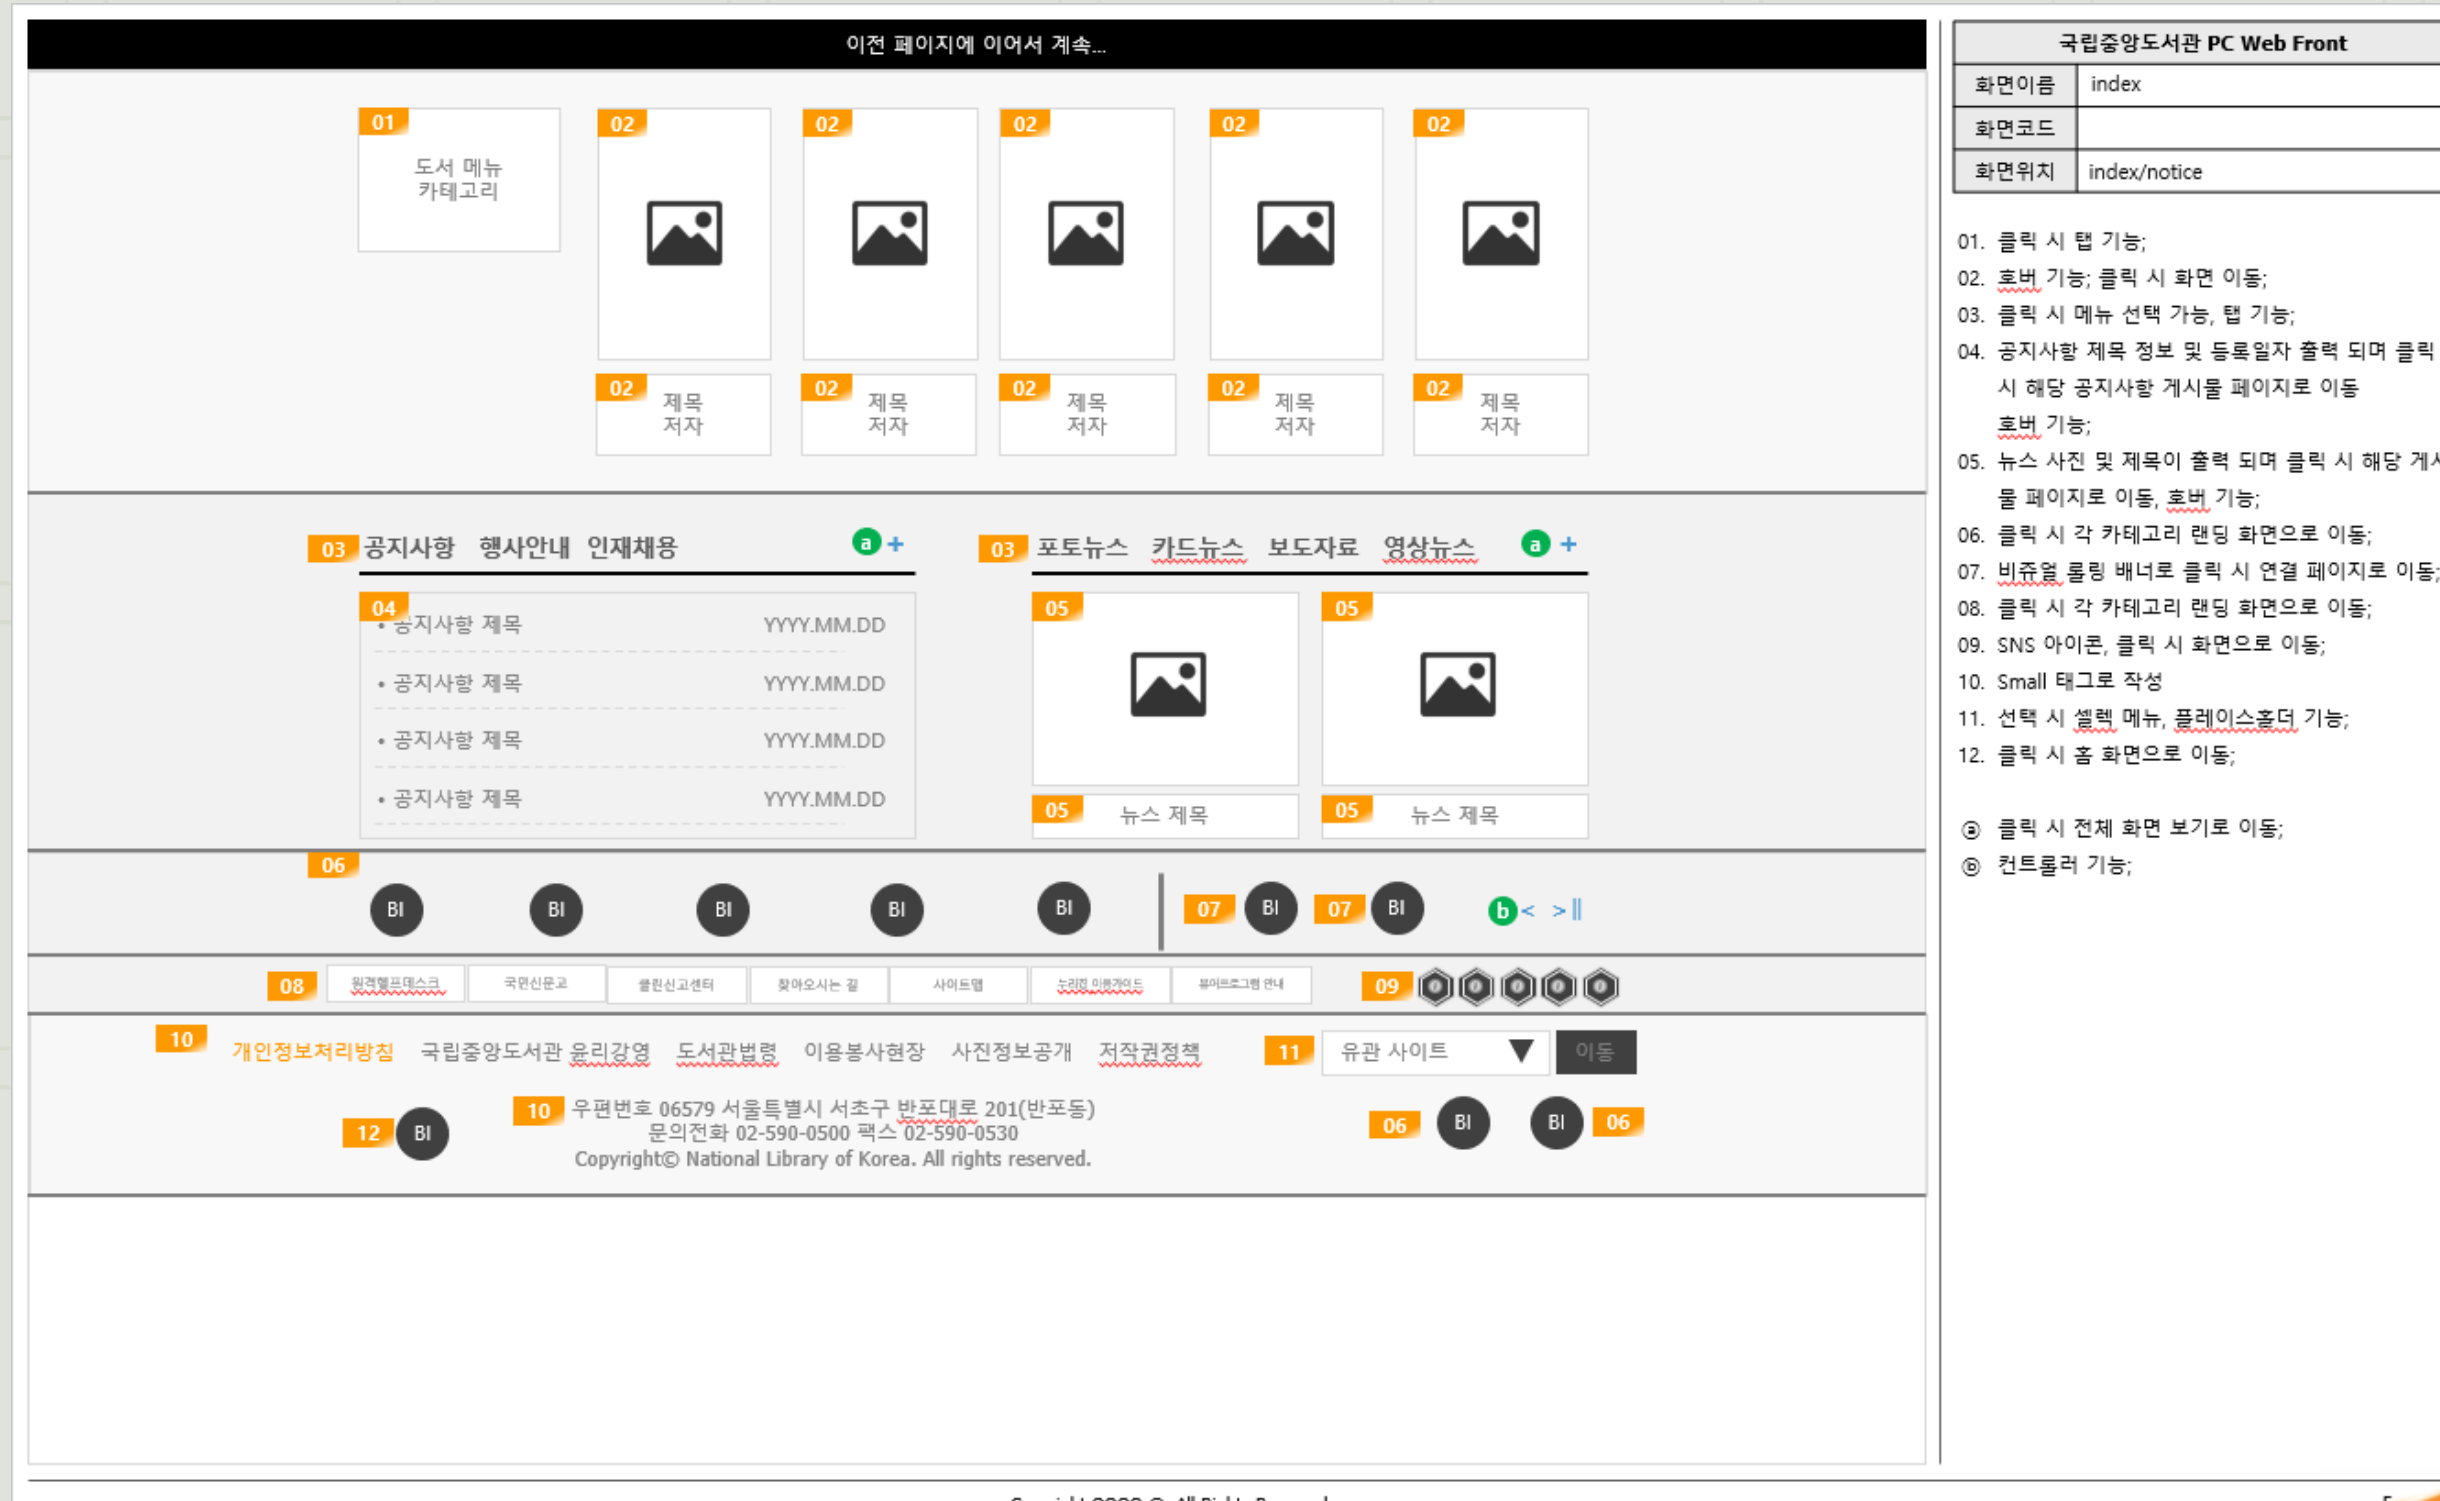 이전 페이지에 이어서 계속...
01
도서 메뉴
카테고리
02 02 02 02 02
02 02 02 02 02
제목 제목 제목 제목 제목
저자 저자 저자 저자 저자
03 공지사항 행사안내 인재채용 a +
03 포토뉴스 카드뉴스 보도자료 영상뉴스 a +
04
• 공지사항 제목 YYYY.MM.DD
• 공지사항 제목 YYYY.MM.DD
• 공지사항 제목 YYYY.MM.DD
• 공지사항 제목 YYYY.MM.DD
05 05
05 뉴스 제목 05 뉴스 제목
06
BI BI BI BI BI 07 BI 07 BI b < > ||
08 원격헬프데스크 국민신문고 클린신고센터 찾아오시는 길 사이트맵 누리집 이용가이드 뷰어프로그램 안내 09
10 개인정보처리방침 국립중앙도서관 윤리강영 도서관법령 이용봉사현장 사진정보공개 저작권정책 11 유관 사이트 ▼ 이동
12 BI
10 우편번호 06579 서울특별시 서초구 반포대로 201(반포동)
문의전화 02-590-0500 팩스 02-590-0530
Copyright© National Library of Korea. All rights reserved.
06 BI BI 06
국립중앙도서관 PC Web Front
화면이름 index
화면코드
화면위치 index/notice
01. 클릭 시 탭 기능;
02. 호버 기능; 클릭 시 화면 이동;
03. 클릭 시 메뉴 선택 가능, 탭 기능;
04. 공지사항 제목 정보 및 등록일자 출력 되며 클릭
시 해당 공지사항 게시물 페이지로 이동
호버 기능;
05. 뉴스 사진 및 제목이 출력 되며 클릭 시 해당 게시
물 페이지로 이동, 호버 기능;
06. 클릭 시 각 카테고리 랜딩 화면으로 이동;
07. 비쥬얼 롤링 배너로 클릭 시 연결 페이지로 이동;
08. 클릭 시 각 카테고리 랜딩 화면으로 이동;
09. SNS 아이콘, 클릭 시 화면으로 이동;
10. Small 태그로 작성
11. 선택 시 셀렉 메뉴, 플레이스홀더 기능;
12. 클릭 시 홈 화면으로 이동;
ⓐ 클릭 시 전체 화면 보기로 이동;
ⓑ 컨트롤러 기능;